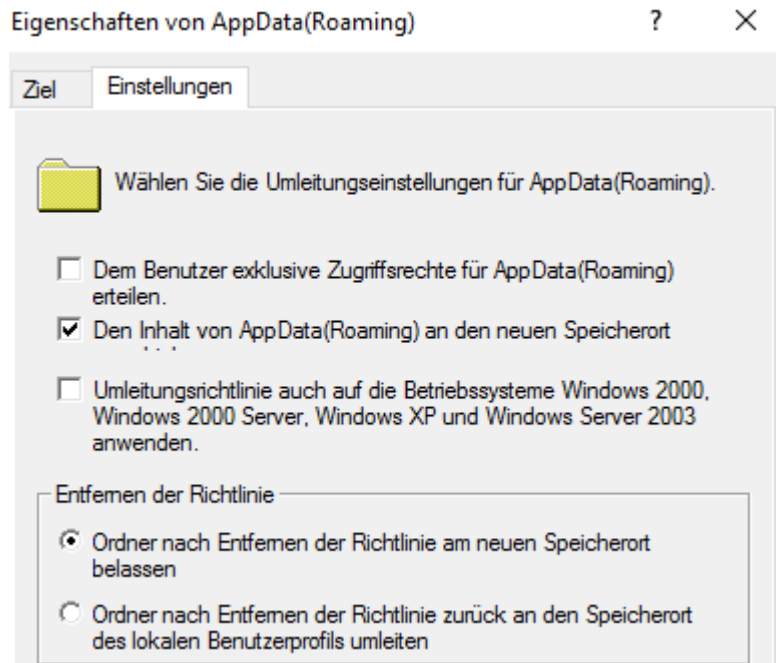 Eigenschaften von AppData(Roaming) ?
Ziel
Einstellungen
Wählen Sie die Umleitungseinstellungen für AppData(Roaming).
Dem Benutzer exklusive Zugriffsrechte für AppData(Roaming)
erteilen.
Den Inhalt von AppData(Roaming) an den neuen Speicherort
Umleitungsrichtlinie auch auf die Betriebssysteme Windows 2000,
Windows 2000 Server, Windows XP und Windows Server 2003
anwenden.
Entfernen der Richtlinie
Ordner nach Entfernen der Richtlinie am neuen Speicherort
belassen
Ordner nach Entfernen der Richtlinie zurück an den Speicherort
des lokalen Benutzerprofils umleiten